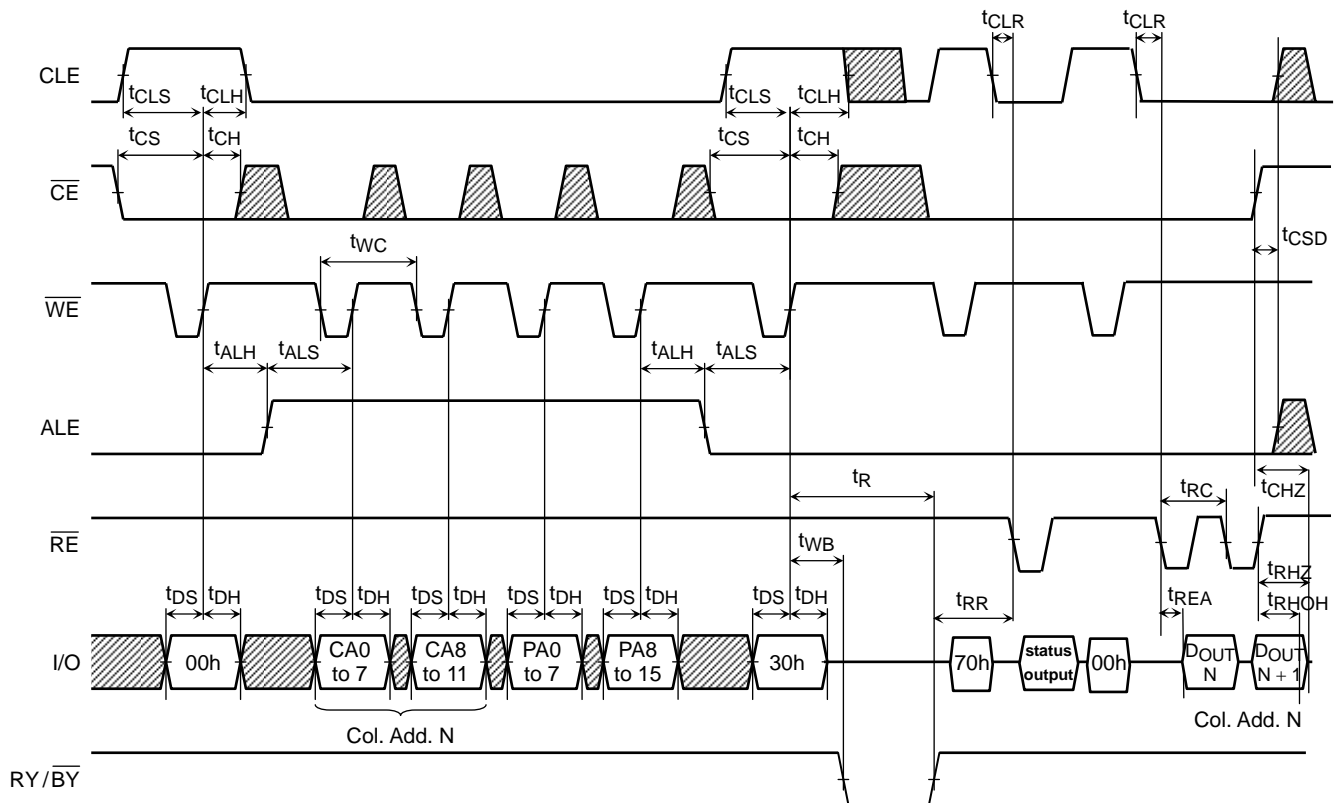 tCLR tCLR
CLE
tCLS tCLH tCLS tCLH
tCS tCH tCS tCH
CE
tWC tCSD
WE
tALH tALS tALH tALS
ALE
tR tCHZ
tRC
RE
tWB
tDS tDH tDS tDH tDS tDH tDS tDH tDS tDH tDS tDH tRR tREA tRHZ
tRHOH
I/O 00h CA0 to 7 CA8 to 11 PA0 to 7 PA8 to 15 30h 70h status output 00h DOUT N DOUT N + 1
Col. Add. N Col. Add. N
RY/BY